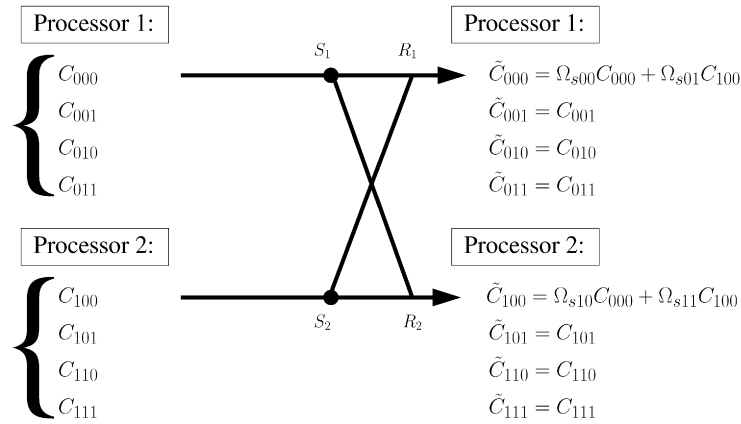 Processor 1:
C₀₀₀
C₀₀₁
C₀₁₀
C₀₁₁
S₁
R₁
Processor 1:
C̃₀₀₀ = Ωₛ₀₀C₀₀₀ + Ωₛ₀₁C₁₀₀
C̃₀₀₁ = C₀₀₁
C̃₀₁₀ = C₀₁₀
C̃₀₁₁ = C₀₁₁
Processor 2:
C₁₀₀
C₁₀₁
C₁₁₀
C₁₁₁
S₂
R₂
Processor 2:
C̃₁₀₀ = Ωₛ₁₀C₀₀₀ + Ωₛ₁₁C₁₀₀
C̃₁₀₁ = C₁₀₁
C̃₁₁₀ = C₁₁₀
C̃₁₁₁ = C₁₁₁